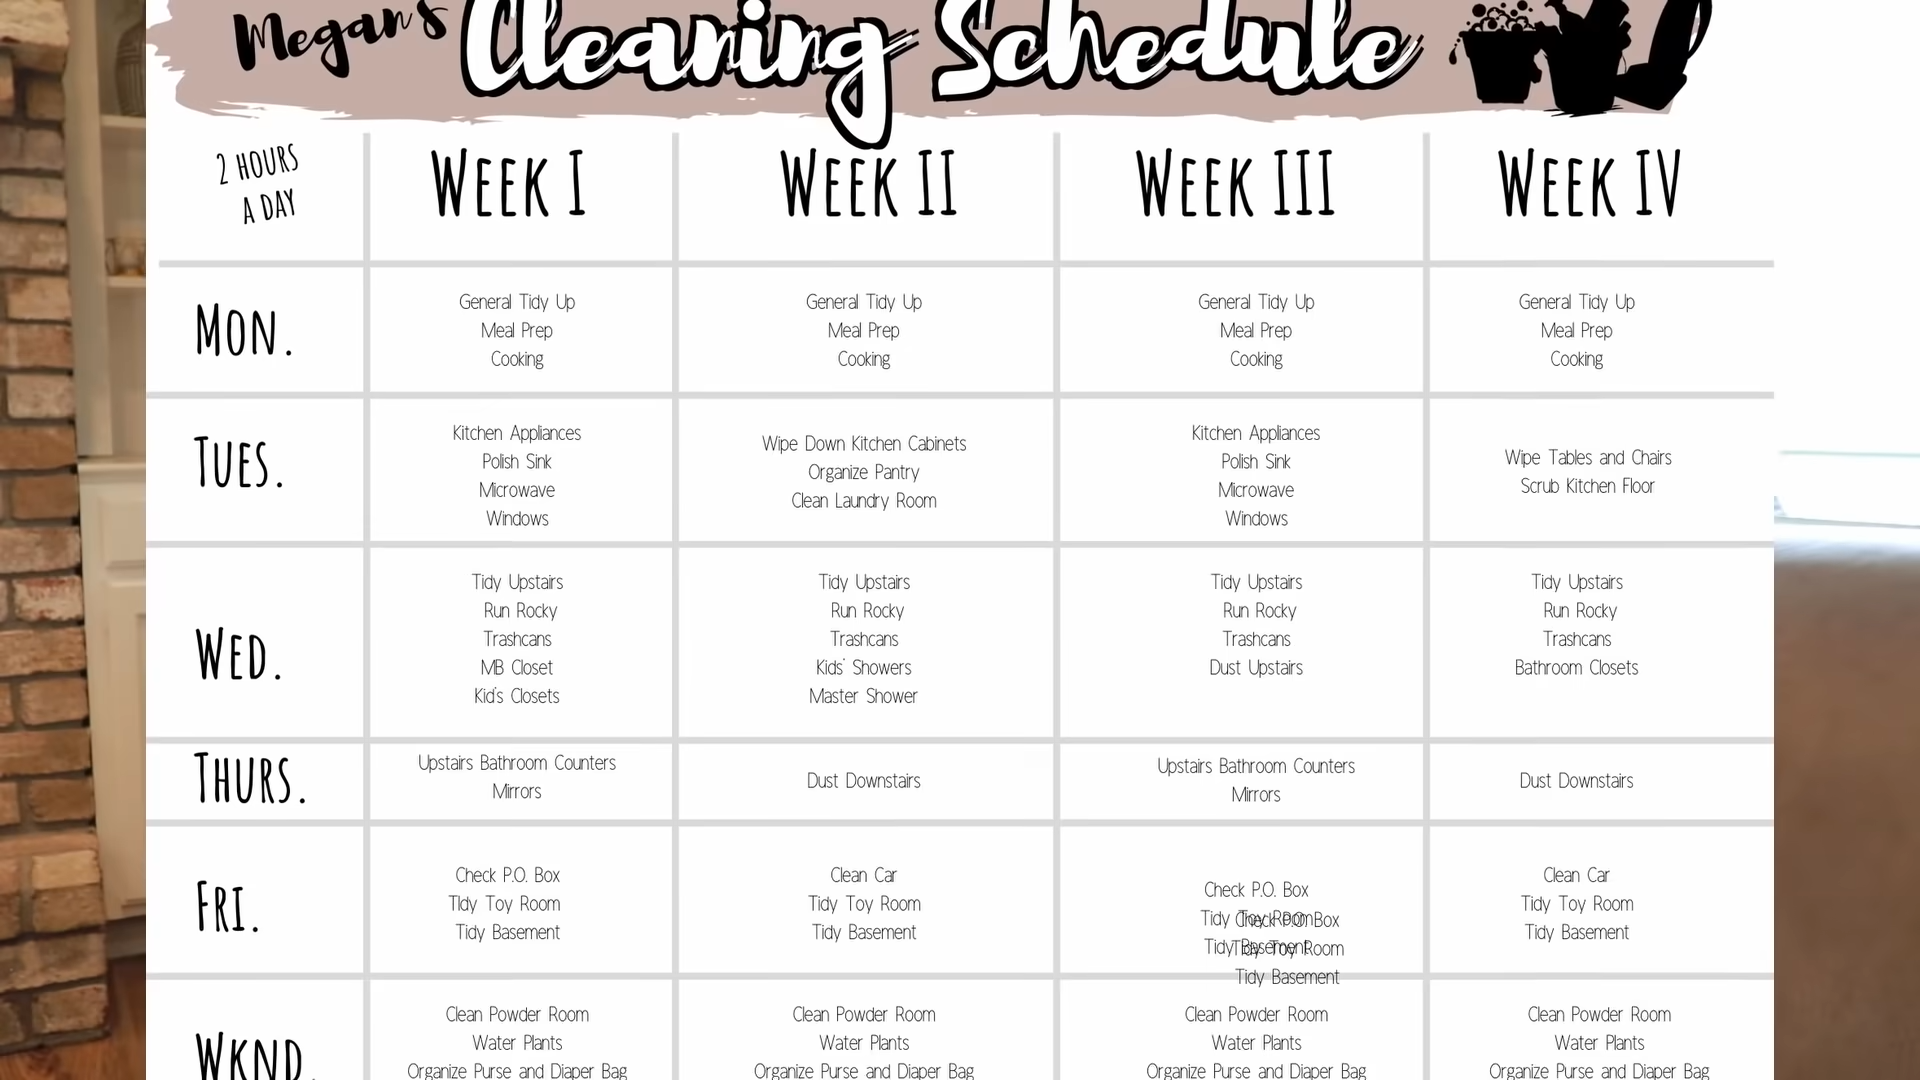 Megan's Cleaning Schedule
2 HOURS
A DAY
WEEK I
WEEK II
WEEK III
WEEK IV
MON.
General Tidy Up
Meal Prep
Cooking
General Tidy Up
Meal Prep
Cooking
General Tidy Up
Meal Prep
Cooking
General Tidy Up
Meal Prep
Cooking
TUES.
Kitchen Appliances
Polish Sink
Microwave
Windows
Wipe Down Kitchen Cabinets
Organize Pantry
Clean Laundry Room
Kitchen Appliances
Polish Sink
Microwave
Windows
Wipe Tables and Chairs
Scrub Kitchen Floor
WED.
Tidy Upstairs
Run Rocky
Trashcans
MB Closet
Kid's Closets
Tidy Upstairs
Run Rocky
Trashcans
Kids' Showers
Master Shower
Tidy Upstairs
Run Rocky
Trashcans
Dust Upstairs
Tidy Upstairs
Run Rocky
Trashcans
Bathroom Closets
THURS.
Upstairs Bathroom Counters
Mirrors
Dust Downstairs
Upstairs Bathroom Counters
Mirrors
Dust Downstairs
FRI.
Check P.O. Box
TIdy Toy Room
Tidy Basement
Clean Car
Tidy Toy Room
Tidy Basement
Check P.O. Box
Tidy Toy Room
Tidy Basement
Check P.O. Box
Tidy Toy Room
Tidy Basement
Clean Car
Tidy Toy Room
Tidy Basement
WKND.
Clean Powder Room
Water Plants
Organize Purse and Diaper Bag
Clean Powder Room
Water Plants
Organize Purse and Diaper Bag
Clean Powder Room
Water Plants
Organize Purse and Diaper Bag
Clean Powder Room
Water Plants
Organize Purse and Diaper Bag